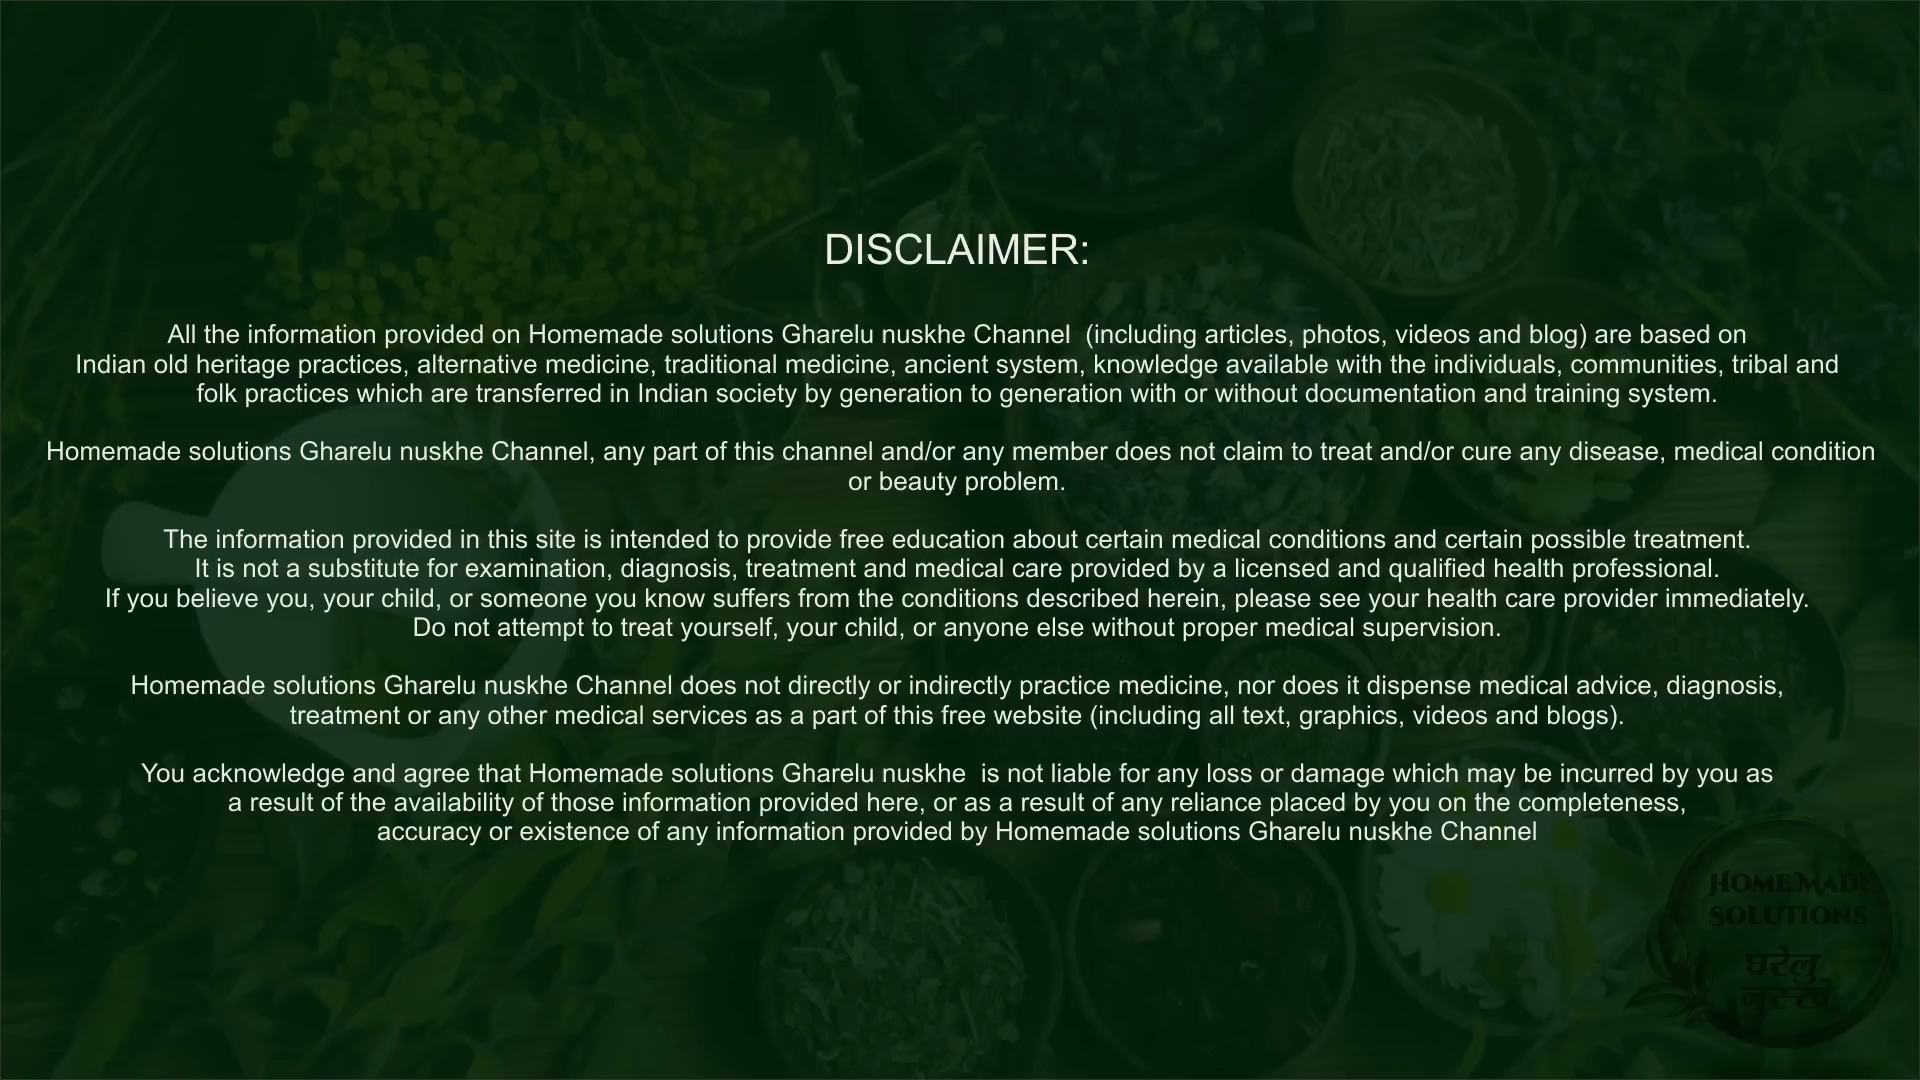 DISCLAIMER:
All the information provided on Homemade solutions Gharelu nuskhe Channel  (including articles, photos, videos and blog) are based on
Indian old heritage practices, alternative medicine, traditional medicine, ancient system, knowledge available with the individuals, communities, tribal and
folk practices which are transferred in Indian society by generation to generation with or without documentation and training system.
Homemade solutions Gharelu nuskhe Channel, any part of this channel and/or any member does not claim to treat and/or cure any disease, medical condition
or beauty problem.
The information provided in this site is intended to provide free education about certain medical conditions and certain possible treatment.
It is not a substitute for examination, diagnosis, treatment and medical care provided by a licensed and qualified health professional.
If you believe you, your child, or someone you know suffers from the conditions described herein, please see your health care provider immediately.
Do not attempt to treat yourself, your child, or anyone else without proper medical supervision.
Homemade solutions Gharelu nuskhe Channel does not directly or indirectly practice medicine, nor does it dispense medical advice, diagnosis,
treatment or any other medical services as a part of this free website (including all text, graphics, videos and blogs).
You acknowledge and agree that Homemade solutions Gharelu nuskhe  is not liable for any loss or damage which may be incurred by you as
a result of the availability of those information provided here, or as a result of any reliance placed by you on the completeness,
accuracy or existence of any information provided by Homemade solutions Gharelu nuskhe Channel
HOME MADE
SOLUTIONS
घरेलु
नुस्खे